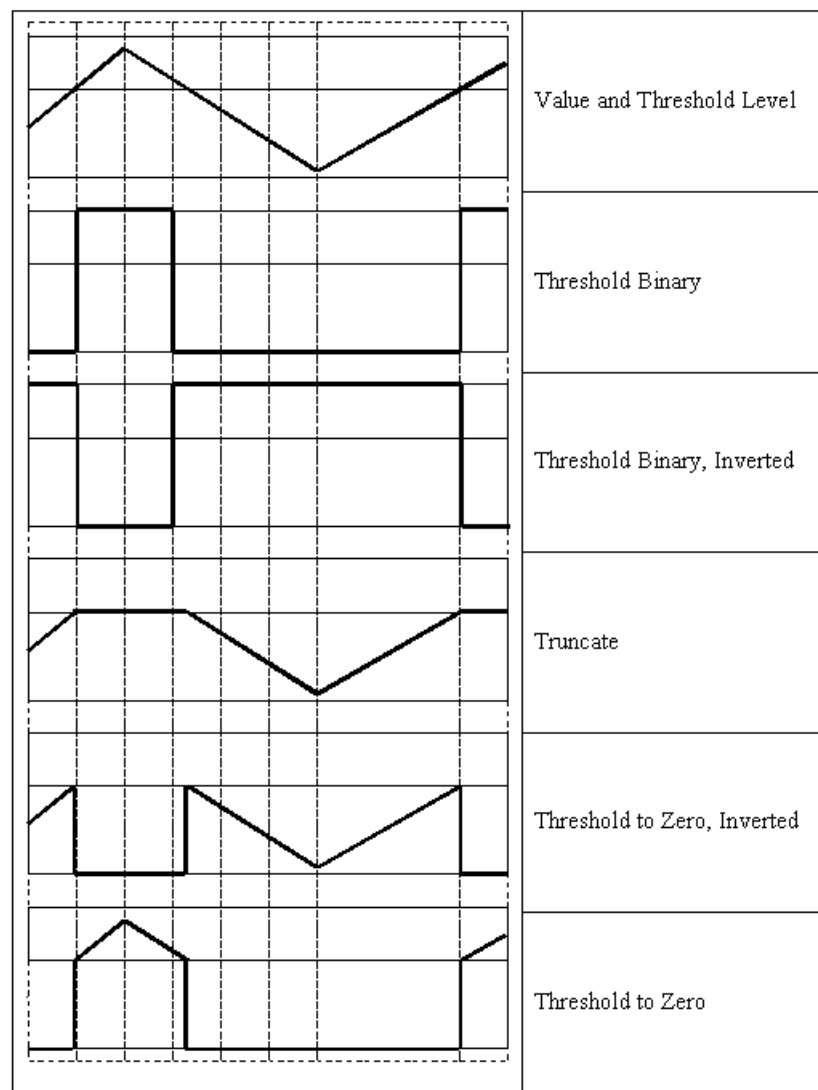 Value and Threshold Level
Threshold Binary
Threshold Binary, Inverted
Truncate
Threshold to Zero, Inverted
Threshold to Zero